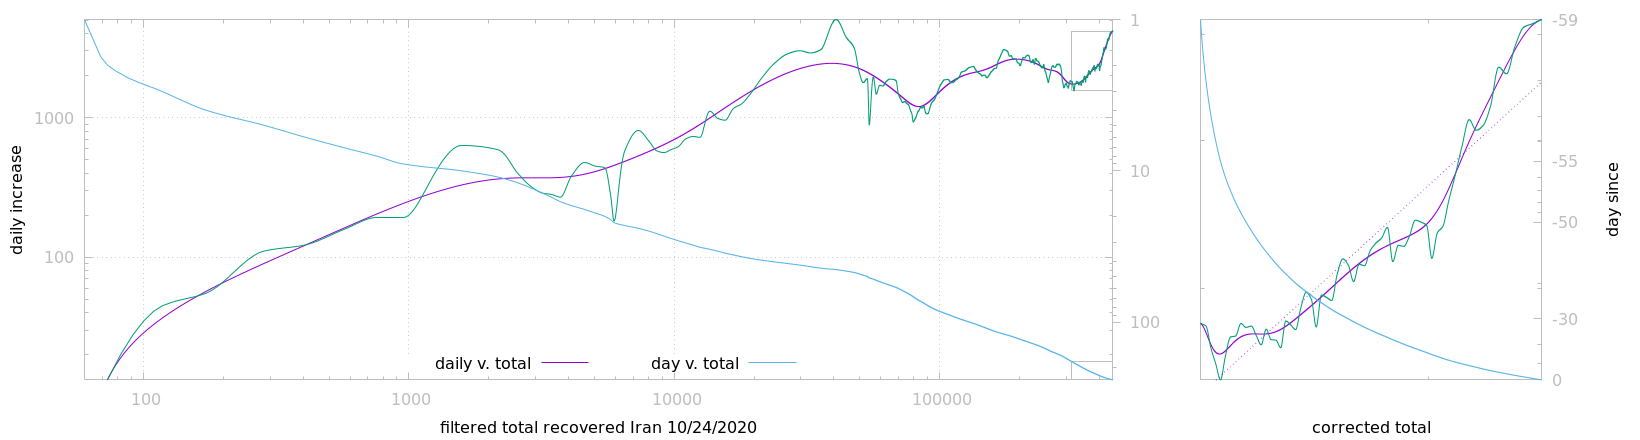 1
-59
1000
daily increase
10
-55
-50
day since
100
100
-30
daily v. total
day v. total
0
100
1000
10000
100000
filtered total recovered Iran 10/24/2020
corrected total